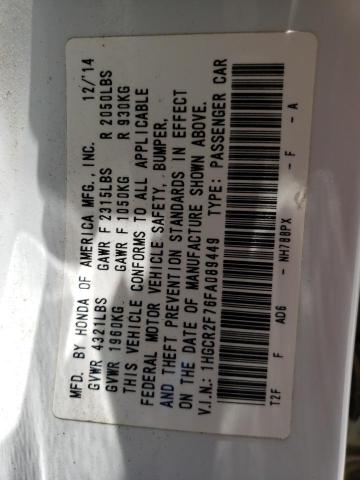 MFD. BY HONDA OF AMERICA MFG., INC. 12/'14
GVWR 4321LBS GAWR F 2315LBS R 2050LBS
GVWR 1960KG GAWR F 1050KG R 930KG
THIS VEHICLE CONFORMS TO ALL APPLICABLE
FEDERAL MOTOR VEHICLE SAFETY, BUMPER,
AND THEFT PREVENTION STANDARDS IN EFFECT
ON THE DATE OF MANUFACTURE SHOWN ABOVE.
V.I.N.: 1HGCR2F76FA089449 TYPE: PASSENGER CAR
T2F F AD6 - NH788PX - F - A